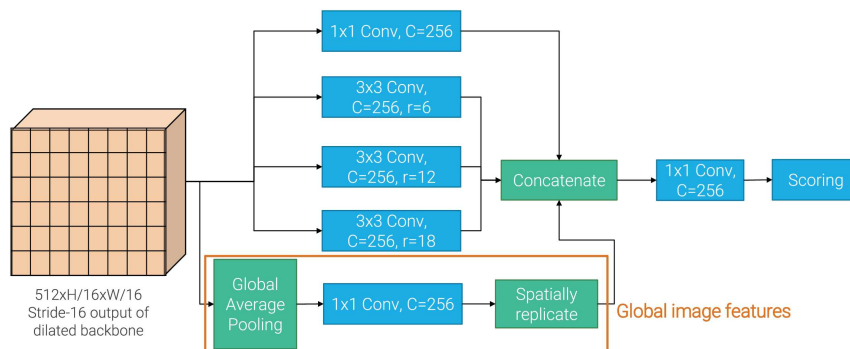 1x1 Conv, C=256
3x3 Conv,
C=256, r=6
3x3 Conv,
C=256, r=12
3x3 Conv,
C=256, r=18
Concatenate
1x1 Conv,
C=256
Scoring
512xH/16xW/16
Stride-16 output of
dilated backbone
Global
Average
Pooling
1x1 Conv, C=256
Spatially
replicate
Global image features